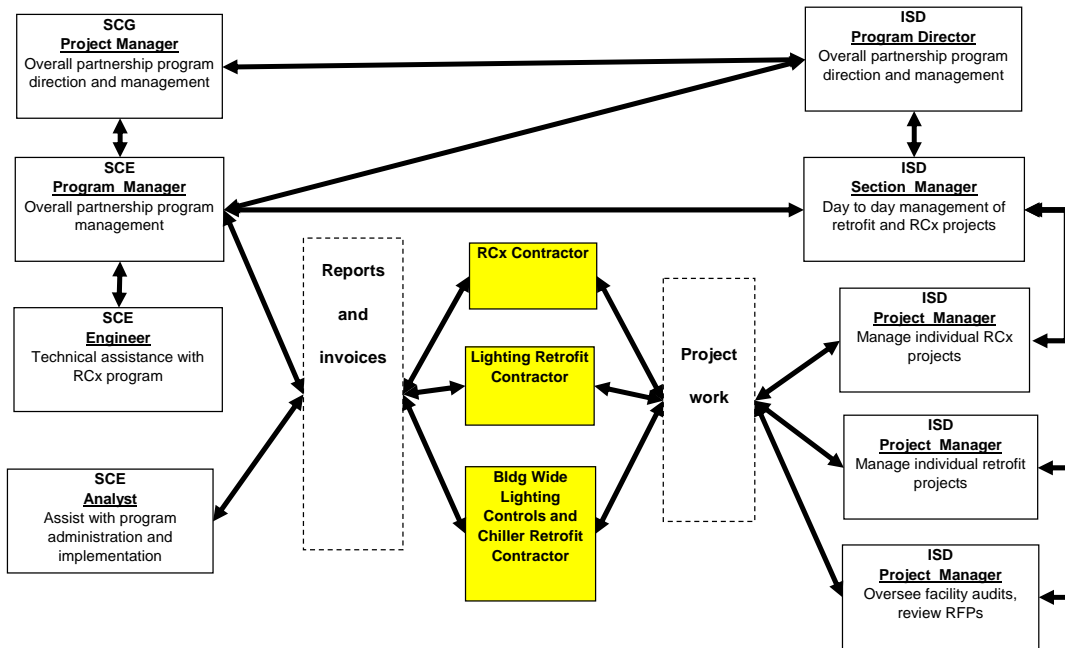 SCG
Project Manager
Overall partnership program
direction and management
ISD
Program Director
Overall partnership program
direction and management
SCE
Program Manager
Overall partnership program
management
ISD
Section Manager
Day to day management of
retrofit and RCx projects
Reports
and
invoices
RCx Contractor
Lighting Retrofit
Contractor
Bldg Wide
Lighting
Controls and
Chiller Retrofit
Contractor
Project
work
SCE
Engineer
Technical assistance with
RCx program
ISD
Project Manager
Manage individual RCx
projects
SCE
Analyst
Assist with program
administration and
implementation
ISD
Project Manager
Manage individual retrofit
projects
ISD
Project Manager
Oversee facility audits,
review RFPs